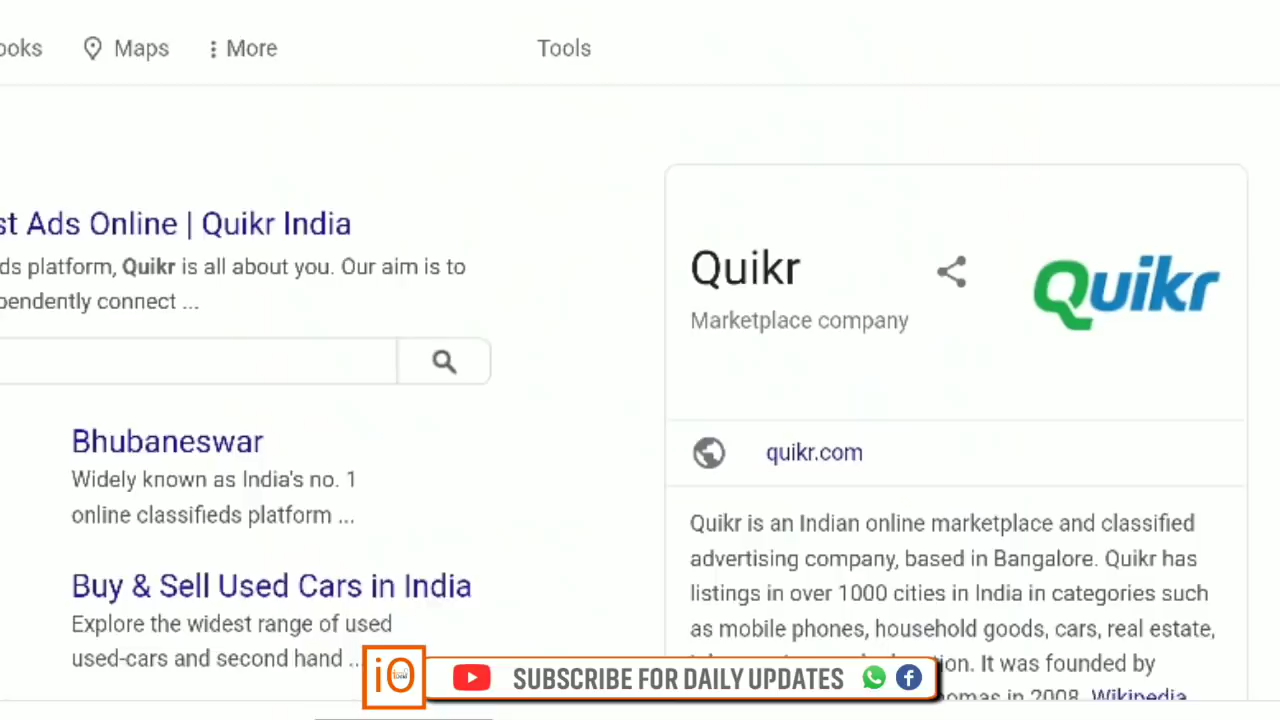 ooks Maps More Tools
st Ads Online | Quikr India
ds platform, Quikr is all about you. Our aim is to
pendently connect ...
Bhubaneswar
Widely known as India's no. 1
online classifieds platform ...
Buy & Sell Used Cars in India
Explore the widest range of used
used-cars and second hand ...
Quikr
Marketplace company
Quikr
quikr.com
Quikr is an Indian online marketplace and classified
advertising company, based in Bangalore. Quikr has
listings in over 1000 cities in India in categories such
as mobile phones, household goods, cars, real estate,
ion. It was founded by
omas in 2008. Wikipedia
iO
SUBSCRIBE FOR DAILY UPDATES